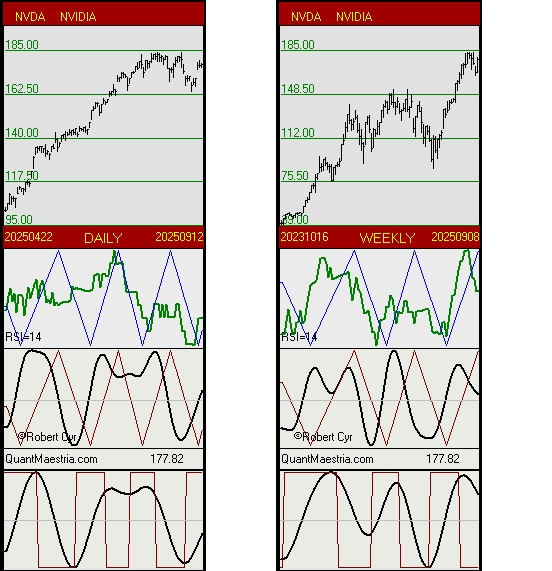 NVDA NVIDIA
185.00
162.50
140.00
117.50
95.00
20250422 DAILY 20250912
RSI=14
©Robert Cyr
QuantMaestria.com 177.82
NVDA NVIDIA
185.00
148.50
112.00
75.50
39.00
20231016 WEEKLY 20250908
RSI=14
©Robert Cyr
QuantMaestria.com 177.82